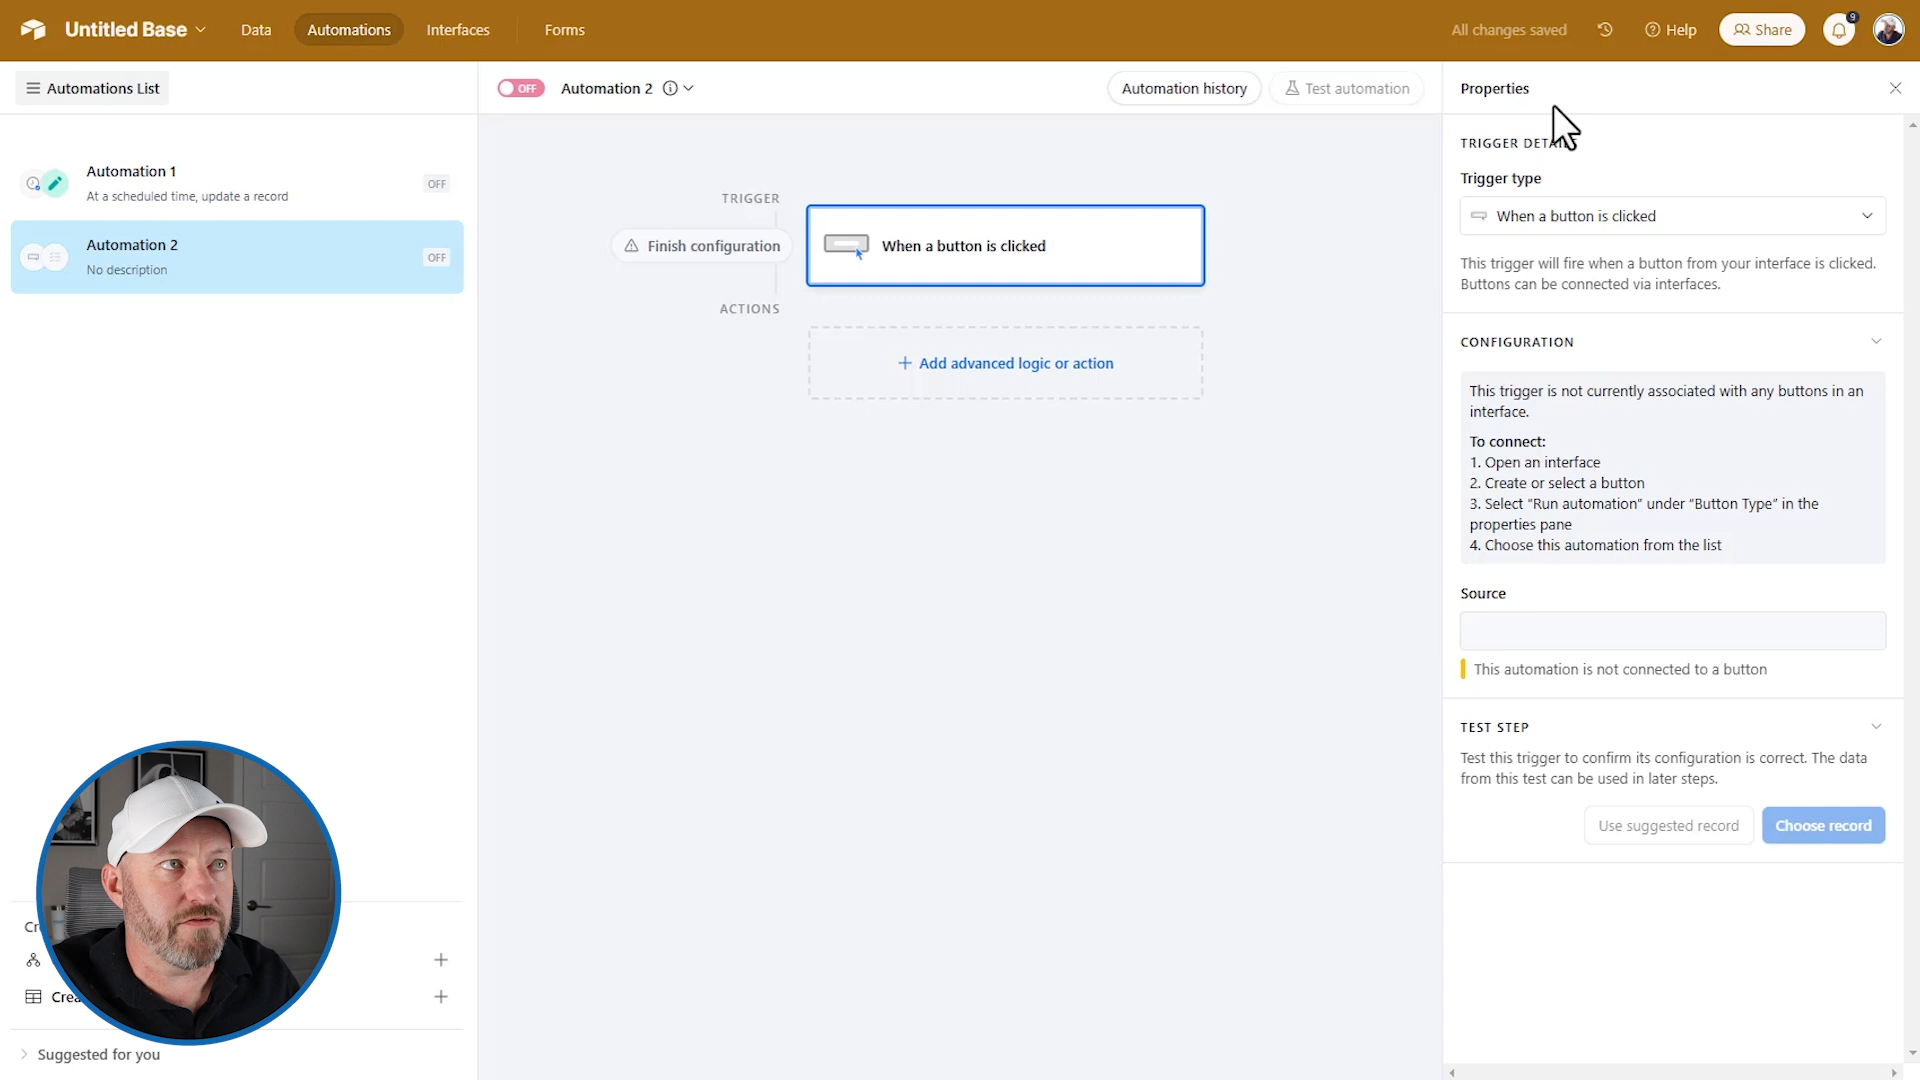 Untitled Base
Data
Automations
Interfaces
Forms
All changes saved
Help
Share
9
Automations List
OFF
Automation 2
Automation history
Test automation
Properties
Automation 1
At a scheduled time, update a record
OFF
Automation 2
No description
OFF
TRIGGER
Finish configuration
When a button is clicked
ACTIONS
Add advanced logic or action
TRIGGER
Trigger type
When a button is clicked
This trigger will fire when a button from your interface is clicked.
Buttons can be connected via interfaces.
CONFIGURATION
This trigger is not currently associated with any buttons in an
interface.
To connect:
1. Open an interface
2. Create or select a button
3. Select “Run automation” under “Button Type” in the
properties pane
4. Choose this automation from the list
Source
This automation is not connected to a button
TEST STEP
Test this trigger to confirm its configuration is correct. The data
from this test can be used in later steps.
Use suggested record
Choose record
Suggested for you